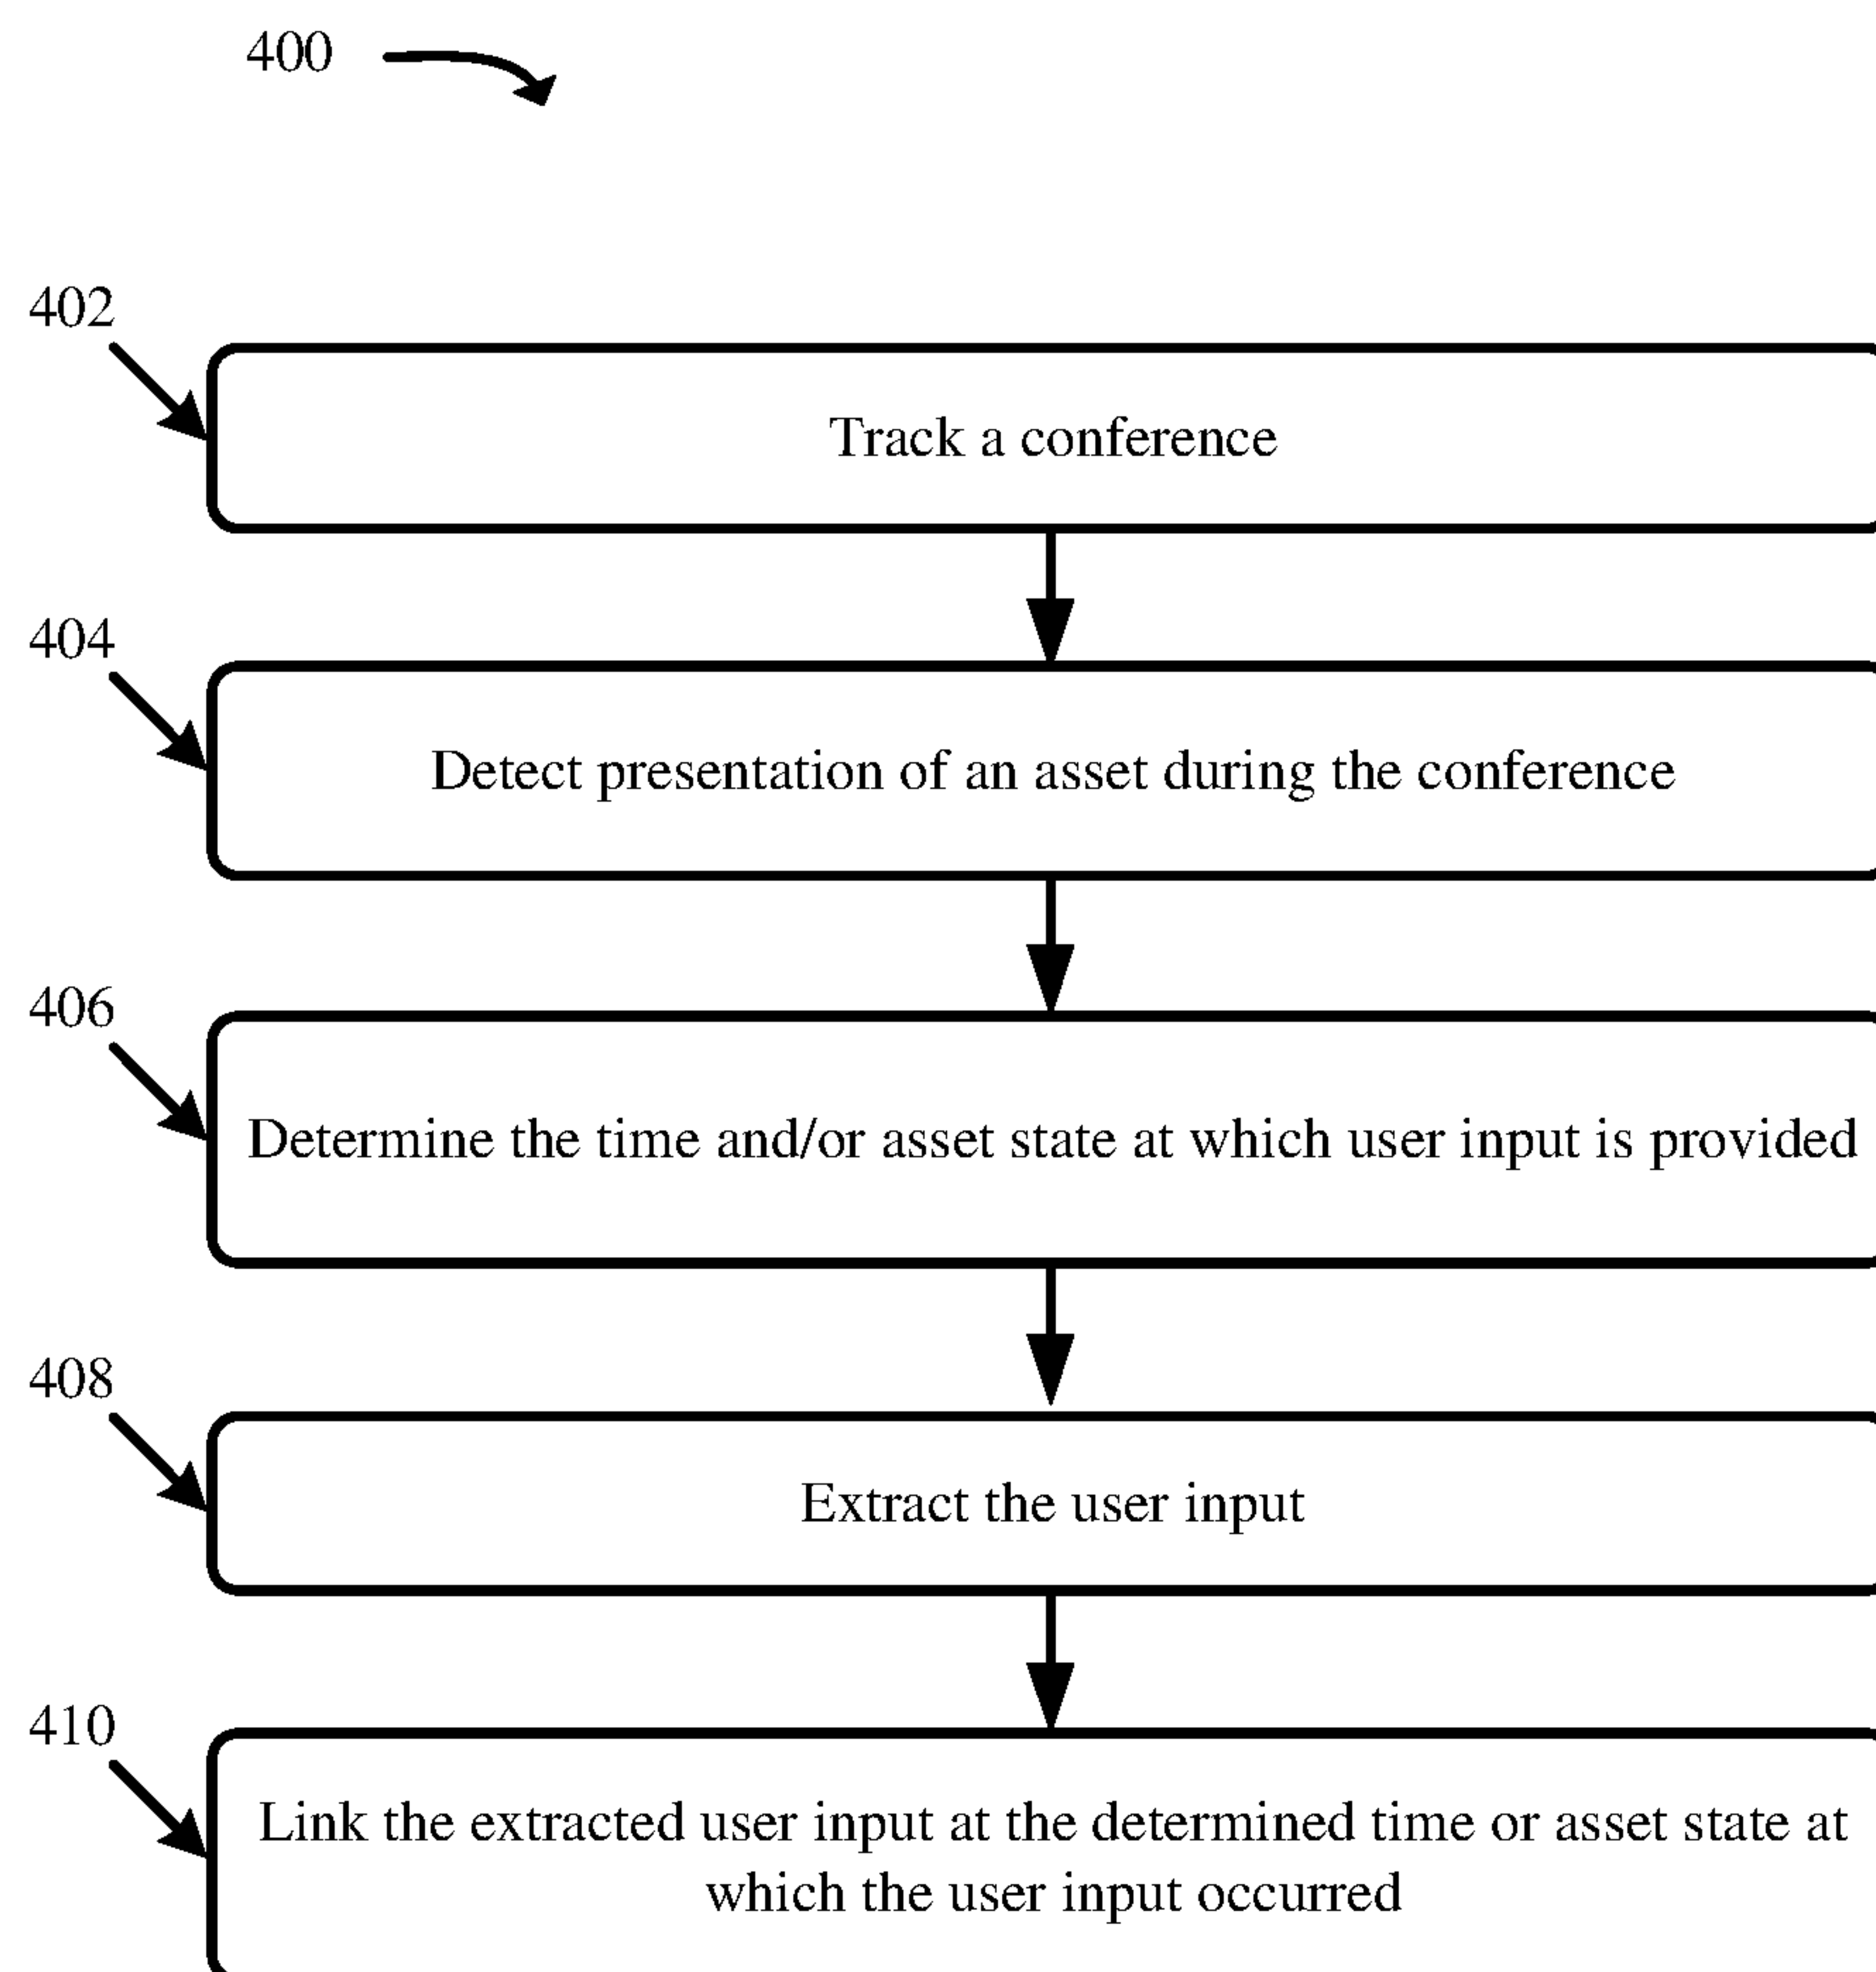 400
402
Track a conference
404
Detect presentation of an asset during the conference
406
Determine the time and/or asset state at which user input is provided
408
Extract the user input
410
Link the extracted user input at the determined time or asset state at
which the user input occurred